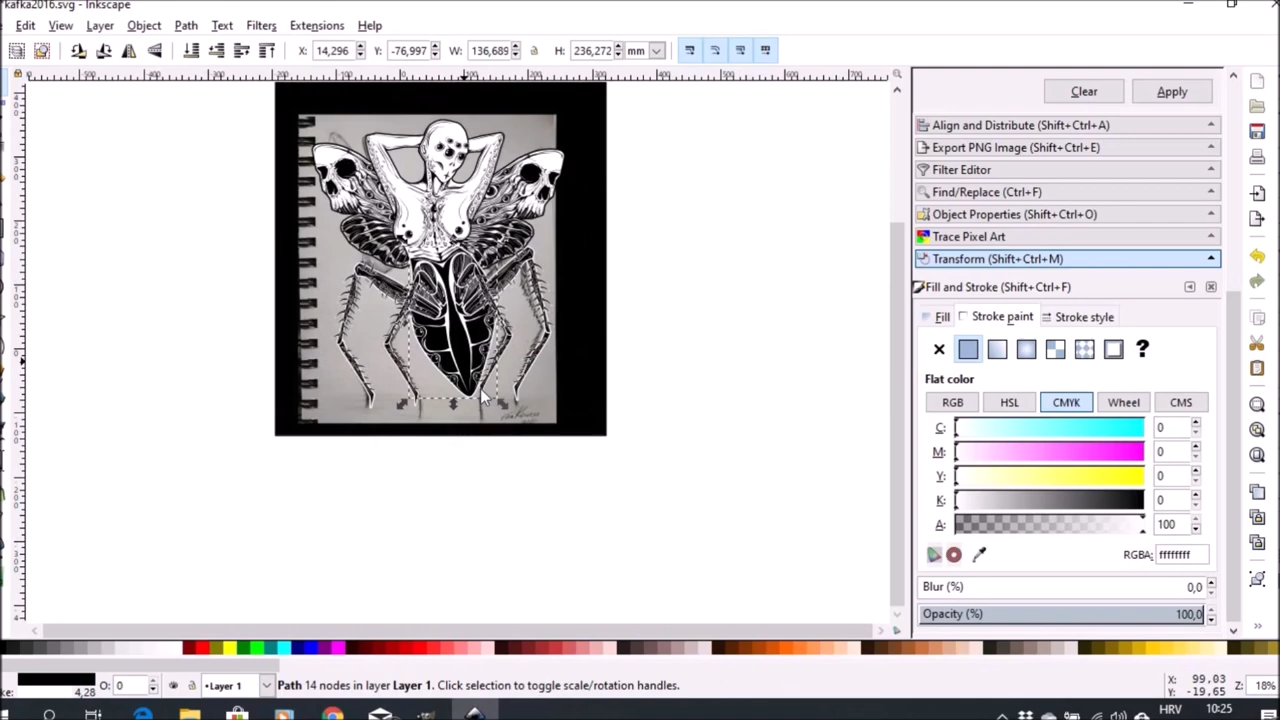 kafka2016.svg - Inkscape
Edit View Layer Object Path Text Filters Extensions Help
X: 14,296 Y: -76,997 W: 136,689 H: 236,272 mm
Clear Apply
Align and Distribute (Shift+Ctrl+A)
Export PNG Image (Shift+Ctrl+E)
Filter Editor
Find/Replace (Ctrl+F)
Object Properties (Shift+Ctrl+O)
Trace Pixel Art
Transform (Shift+Ctrl+M)
Fill and Stroke (Shift+Ctrl+F)
Fill Stroke paint Stroke style
?
Flat color
RGB HSL CMYK Wheel CMS
C: 0
M: 0
Y: 0
K: 0
A: 100
RGBA: ffffffff
Blur (%) 0,0
Opacity (%) 100,0
ke: 4,28 O: 0 Layer 1 Path 14 nodes in layer Layer 1. Click selection to toggle scale/rotation handles. X: 99,03 Y: -19,65 Z: 18%
HRV 10:25